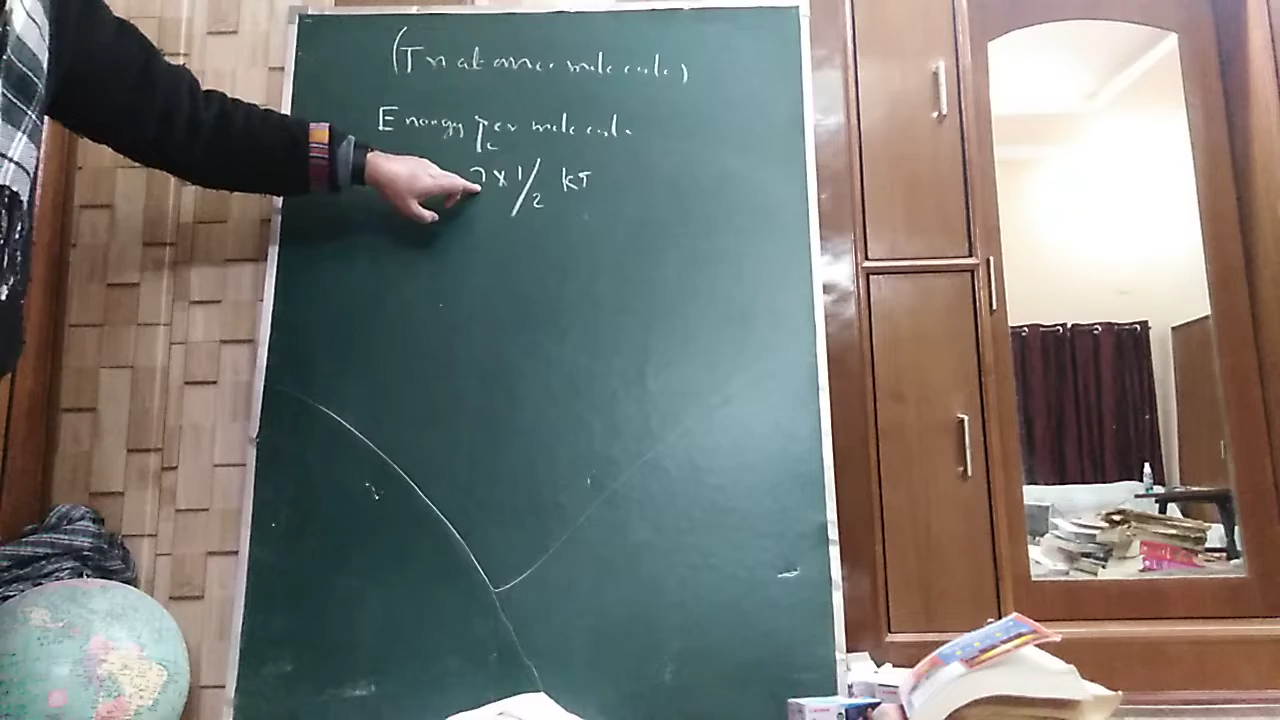 (Triatomic molecule)
Energy per molecule
7 x 1/2 KT